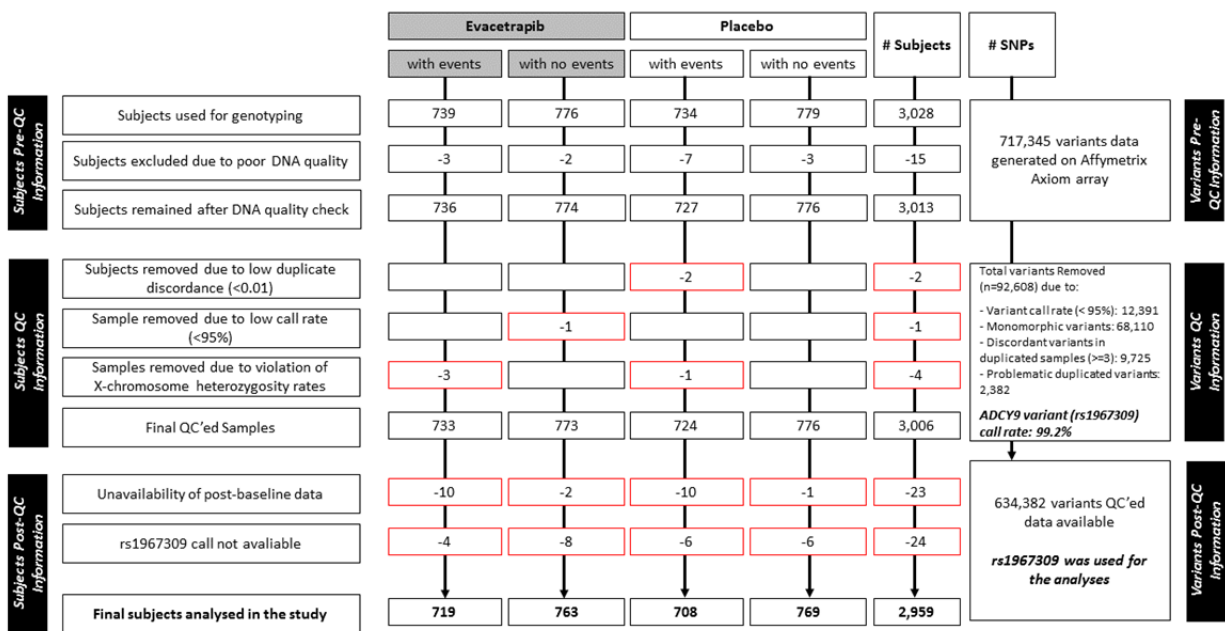 Evacetrapib
Placebo
# Subjects
# SNPs
with events
with no events
with events
with no events
Subjects Pre-QC
Information
Subjects used for genotyping
739
776
734
779
3,028
Subjects excluded due to poor DNA quality
-3
-2
-7
-3
-15
Subjects remained after DNA quality check
736
774
727
776
3,013
717,345 variants data
generated on Affymetrix
Axiom array
Variants Pre-
QC Information
Subjects QC
Information
Subjects removed due to low duplicate
discordance (<0.01)
-2
-2
Sample removed due to low call rate
(<95%)
-1
-1
Samples removed due to violation of
X-chromosome heterozygosity rates
-3
-1
-4
Final QC'ed Samples
733
773
724
776
3,006
Total variants Removed
(n=92,608) due to:
- Variant call rate (< 95%): 12,391
- Monomorphic variants: 68,110
- Discordant variants in
duplicated samples (>=3): 9,725
- Problematic duplicated variants:
2,382
ADCY9 variant (rs1967309)
call rate: 99.2%
Variants QC
Information
Subjects Post-QC
Information
Unavailability of post-baseline data
-10
-2
-10
-1
-23
rs1967309 call not avaliable
-4
-8
-6
-6
-24
Final subjects analysed in the study
719
763
708
769
2,959
634,382 variants QC'ed
data available
rs1967309 was used for
the analyses
Variants Post-QC
Information